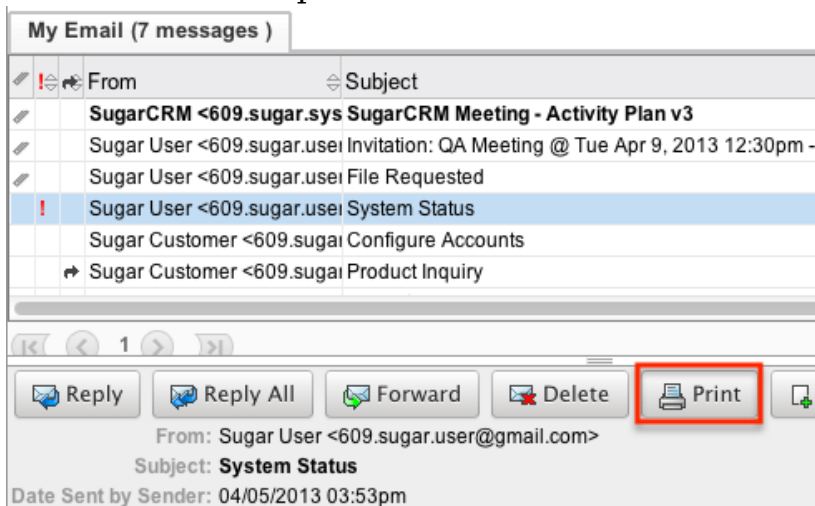 My Email (7 messages )
! From Subject
SugarCRM <609.sugar.sys SugarCRM Meeting - Activity Plan v3
Sugar User <609.sugar.user Invitation: QA Meeting @ Tue Apr 9, 2013 12:30pm -
Sugar User <609.sugar.user File Requested
! Sugar User <609.sugar.user System Status
Sugar Customer <609.sugar Configure Accounts
Sugar Customer <609.sugar Product Inquiry
1
Reply Reply All Forward Delete Print
From: Sugar User <609.sugar.user@gmail.com>
Subject: System Status
Date Sent by Sender: 04/05/2013 03:53pm